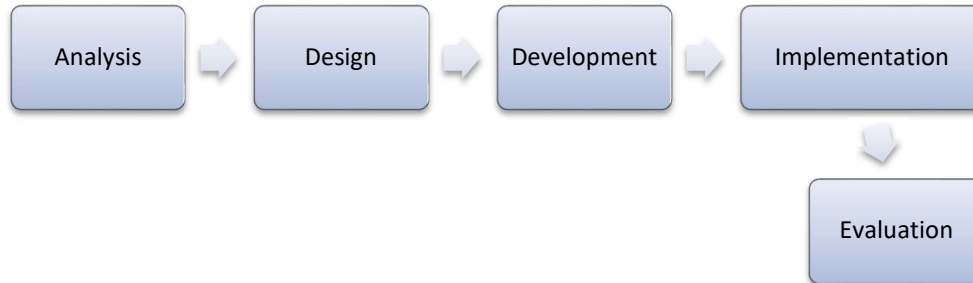 Analysis
Design
Development
Implementation
Evaluation